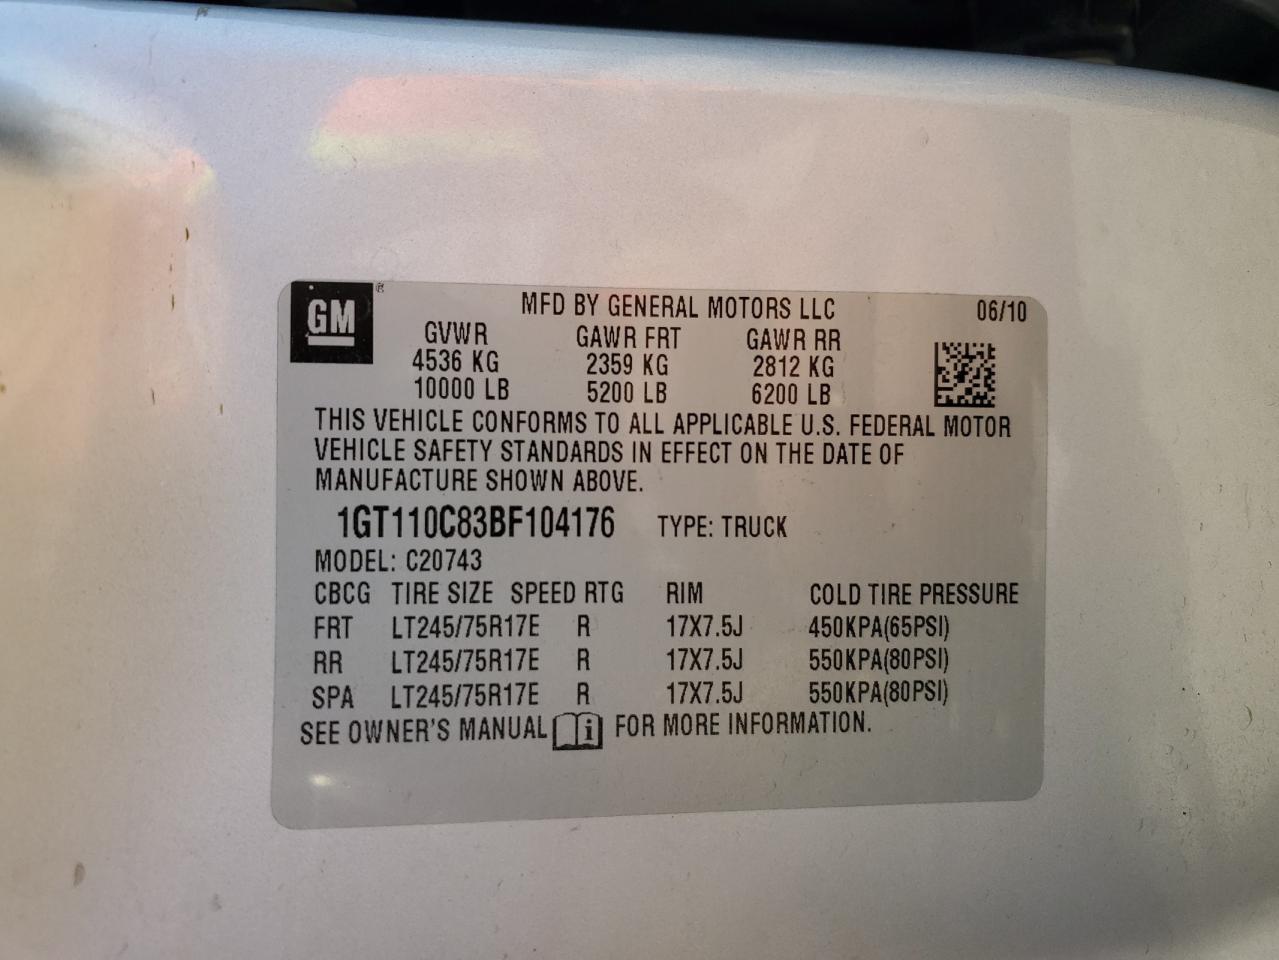 GM ® MFD BY GENERAL MOTORS LLC 06/10
GVWR GAWR FRT GAWR RR
4536 KG 2359 KG 2812 KG
10000 LB 5200 LB 6200 LB
THIS VEHICLE CONFORMS TO ALL APPLICABLE U.S. FEDERAL MOTOR
VEHICLE SAFETY STANDARDS IN EFFECT ON THE DATE OF
MANUFACTURE SHOWN ABOVE.
1GT110C83BF104176 TYPE: TRUCK
MODEL: C20743
CBCG TIRE SIZE SPEED RTG RIM COLD TIRE PRESSURE
FRT LT245/75R17E R 17X7.5J 450KPA(65PSI)
RR LT245/75R17E R 17X7.5J 550KPA(80PSI)
SPA LT245/75R17E R 17X7.5J 550KPA(80PSI)
SEE OWNER'S MANUAL i FOR MORE INFORMATION.